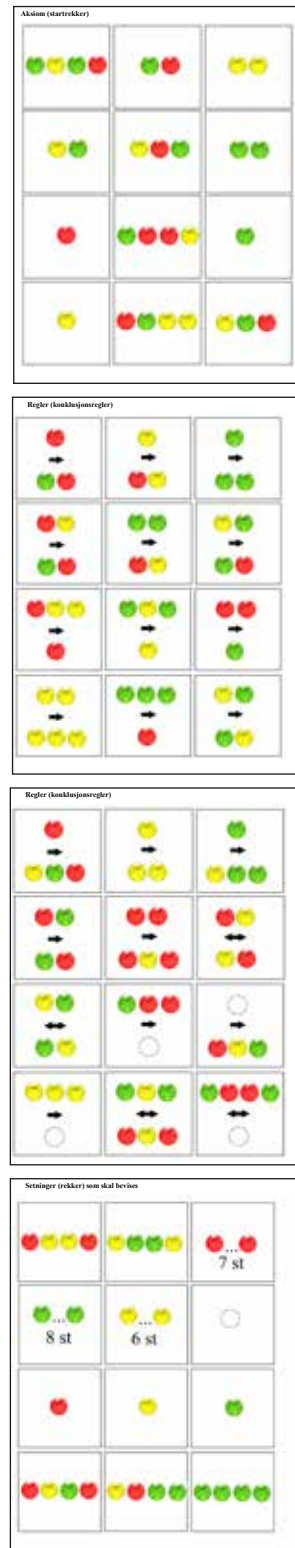 Aksiom (startrekker)
Regler (konklusjonsregler)
Regler (konklusjonsregler)
Setninger (rekker) som skal bevises
...
7 st
...
8 st
...
6 st